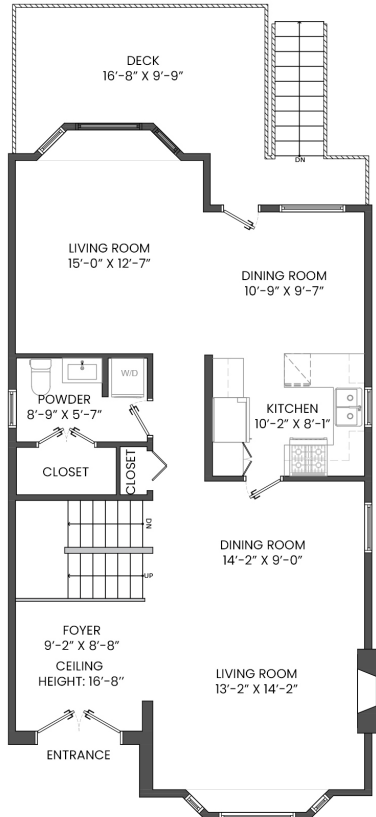 DECK
16'-8" X 9'-9"
DN
LIVING ROOM
15'-0" X 12'-7"
DINING ROOM
10'-9" X 9'-7"
W/D
POWDER
8'-9" X 5'-7"
KITCHEN
10'-2" X 8'-1"
CLOSET
CLOSET
DN
UP
DINING ROOM
14'-2" X 9'-0"
FOYER
9'-2" X 8'-8"
CEILING
HEIGHT: 16'-8''
LIVING ROOM
13'-2" X 14'-2"
ENTRANCE